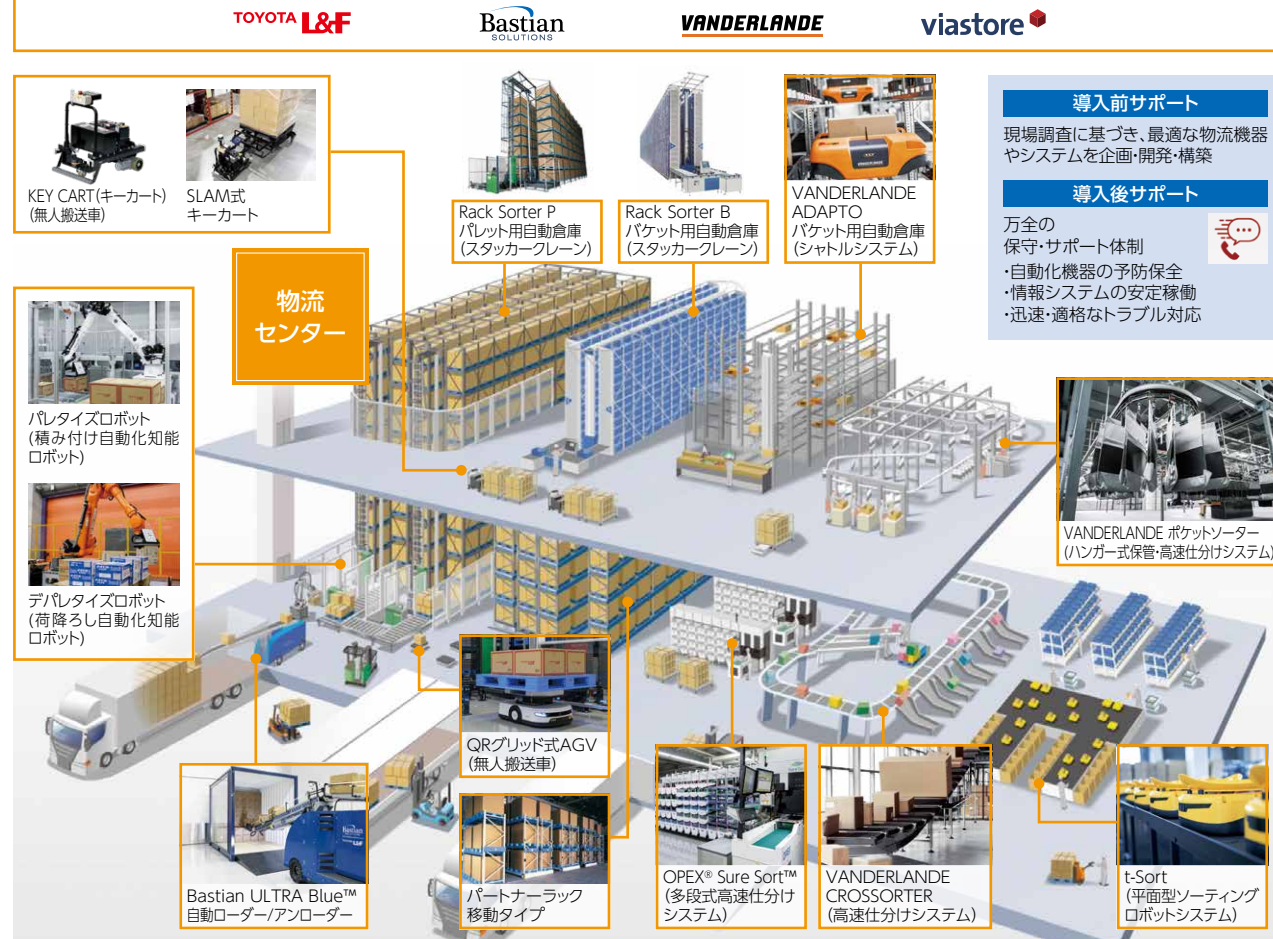 TOYOTA L&F
Bastian
SOLUTIONS
VANDERLANDE
viastore
KEY CART(キーカート)
(無人搬送車)
SLAM式
キーカート
Rack Sorter P
パレット用自動倉庫
(スタッカークレーン)
Rack Sorter B
バケット用自動倉庫
(スタッカークレーン)
VANDERLANDE
ADAPTO
バケット用自動倉庫
(シャトルシステム)
導入前サポート
現場調査に基づき、最適な物流機器
やシステムを企画・開発・構築
導入後サポート
万全の
保守・サポート体制
・自動化機器の予防保全
・情報システムの安定稼働
・迅速・適格なトラブル対応
物流
センター
パレタイズロボット
(積み付け自動化知能
ロボット)
デパレタイズロボット
(荷降ろし自動化知能
ロボット)
VANDERLANDE ポケットソーター
(ハンガー式保管・高速仕分けシステム)
QRグリッド式AGV
(無人搬送車)
Bastian
L&F
Bastian ULTRA Blue™
自動ローダー/アンローダー
パートナーラック
移動タイプ
OPEX® Sure Sort™
(多段式高速仕分け
システム)
VANDERLANDE
CROSSORTER
(高速仕分けシステム)
t-Sort
(平面型ソーティング
ロボットシステム)